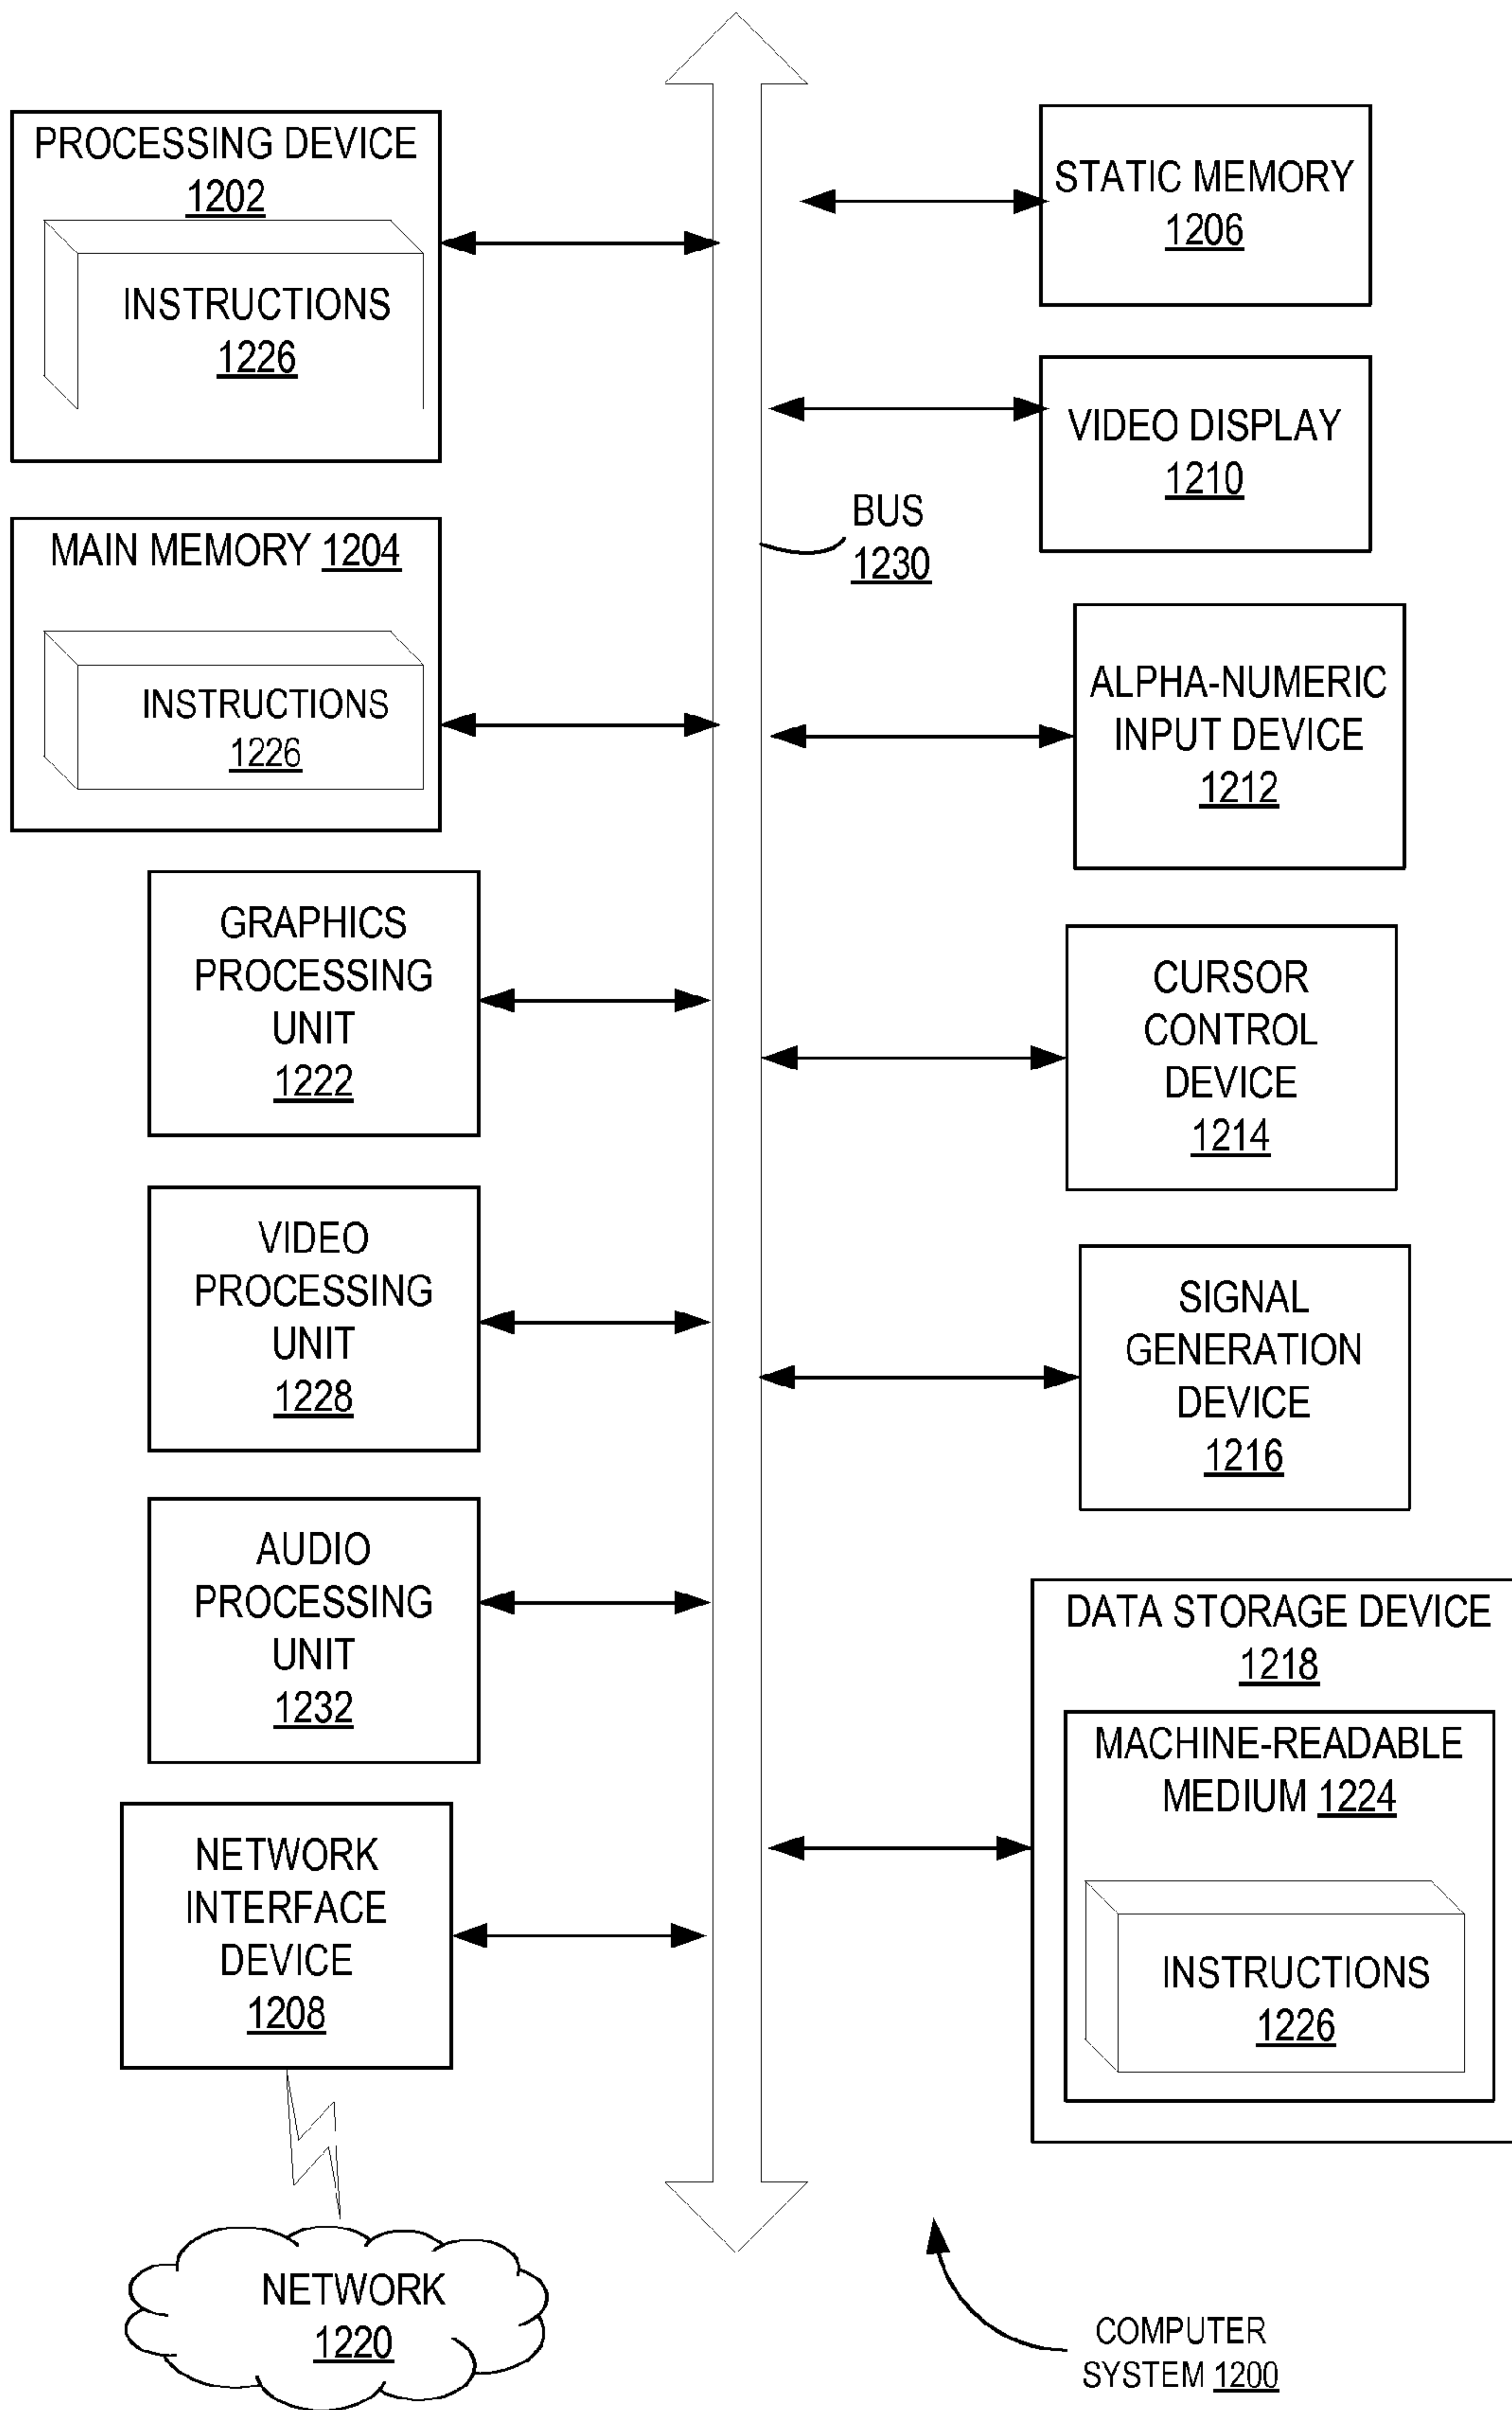 PROCESSING DEVICE
1202
INSTRUCTIONS
1226
MAIN MEMORY 1204
INSTRUCTIONS
1226
GRAPHICS
PROCESSING
UNIT
1222
VIDEO
PROCESSING
UNIT
1228
AUDIO
PROCESSING
UNIT
1232
NETWORK
INTERFACE
DEVICE
1208
NETWORK
1220
BUS
1230
STATIC MEMORY
1206
VIDEO DISPLAY
1210
ALPHA-NUMERIC
INPUT DEVICE
1212
CURSOR
CONTROL
DEVICE
1214
SIGNAL
GENERATION
DEVICE
1216
DATA STORAGE DEVICE
1218
MACHINE-READABLE
MEDIUM 1224
INSTRUCTIONS
1226
COMPUTER
SYSTEM 1200